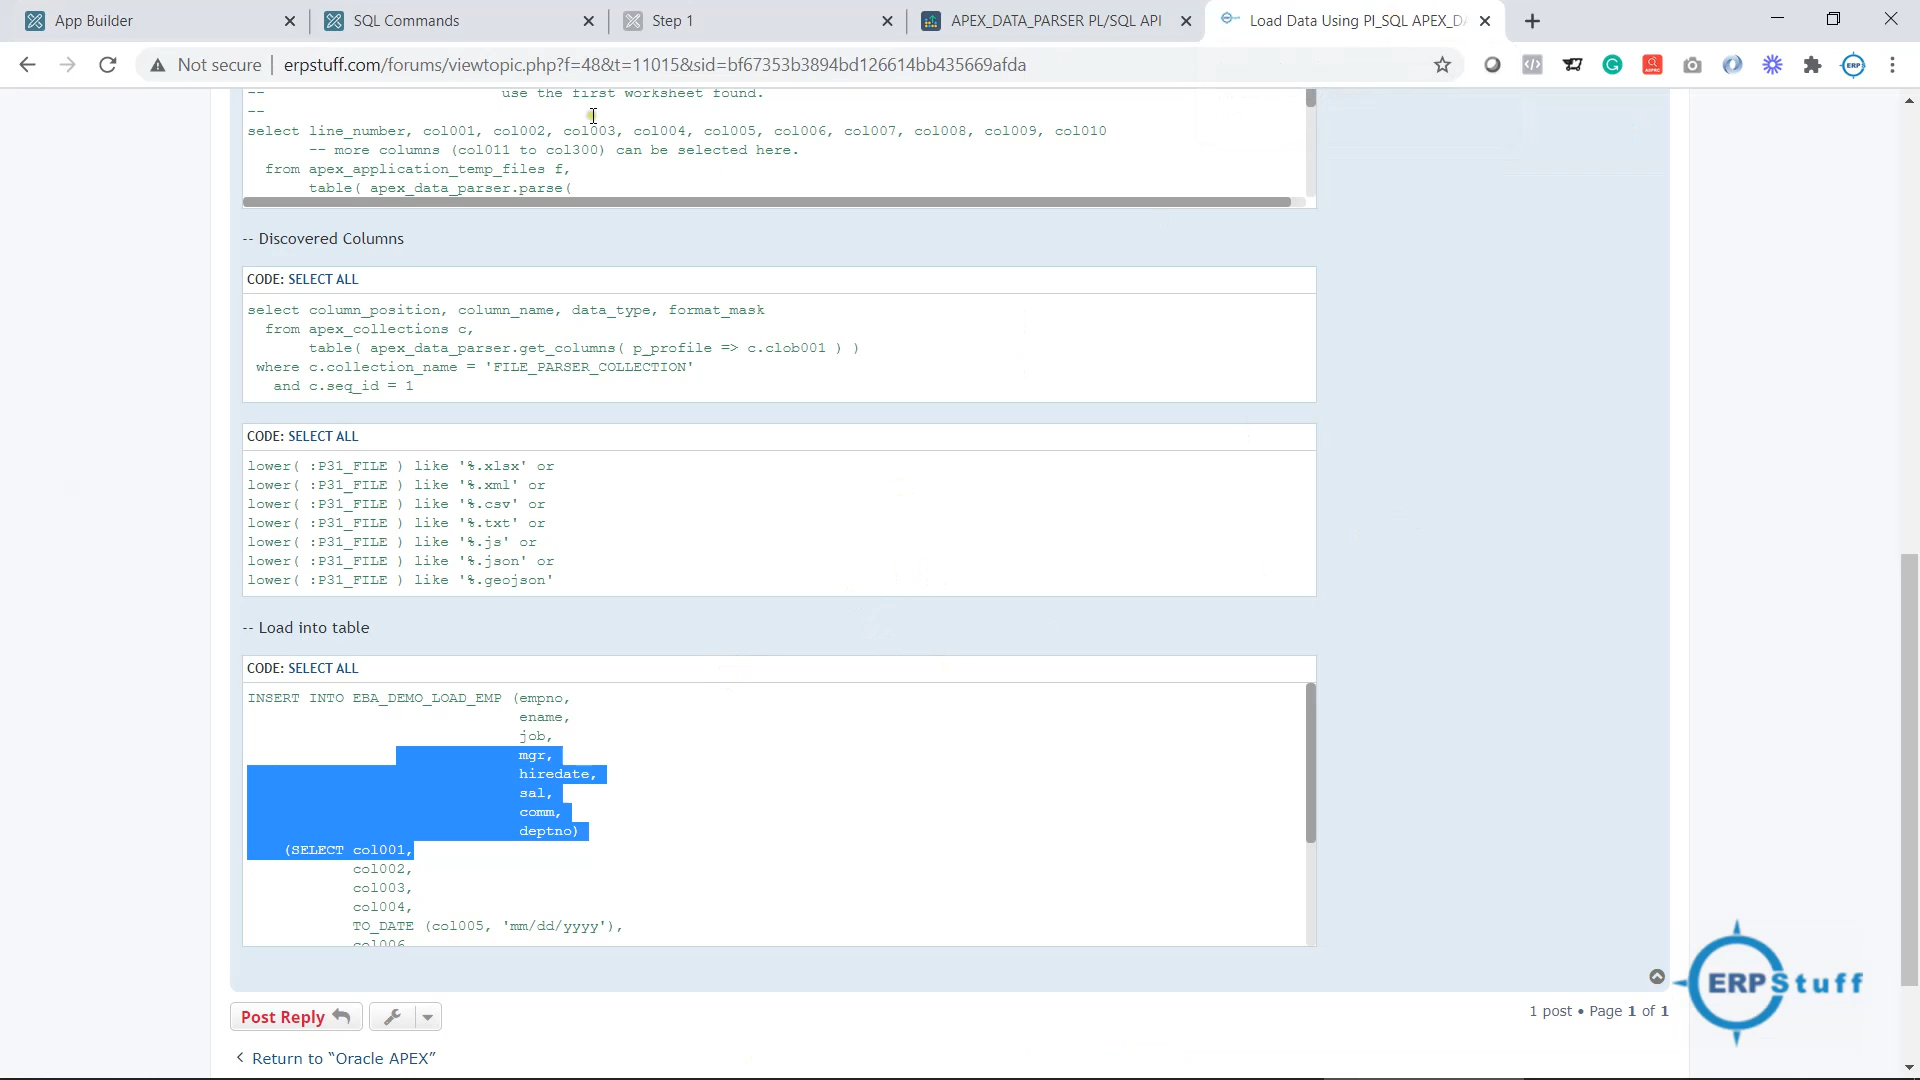 App Builder
SQL Commands
Step 1
APEX_DATA_PARSER PL/SQL API
Load Data Using Pl_SQL APEX_DA
Not secure
erpstuff.com/forums/viewtopic.php?f=48&t=11015&sid=bf67353b3894bd126614bb435669afda
-- use the first worksheet found.
--
select line_number, col001, col002, col003, col004, col005, col006, col007, col008, col009, col010
-- more columns (col011 to col300) can be selected here.
from apex_application_temp_files f,
table( apex_data_parser.parse(
-- Discovered Columns
CODE: SELECT ALL
select column_position, column_name, data_type, format_mask
from apex_collections c,
table( apex_data_parser.get_columns( p_profile => c.clob001 ) )
where c.collection_name = 'FILE_PARSER_COLLECTION'
and c.seq_id = 1
CODE: SELECT ALL
lower( :P31_FILE ) like '%.xlsx' or
lower( :P31_FILE ) like '%.xml' or
lower( :P31_FILE ) like '%.csv' or
lower( :P31_FILE ) like '%.txt' or
lower( :P31_FILE ) like '%.js' or
lower( :P31_FILE ) like '%.json' or
lower( :P31_FILE ) like '%.geojson'
-- Load into table
CODE: SELECT ALL
INSERT INTO EBA_DEMO_LOAD_EMP (empno,
ename,
job,
mgr,
hiredate,
sal,
comm,
deptno)
(SELECT col001,
col002,
col003,
col004,
TO_DATE (col005, 'mm/dd/yyyy'),
col006
ERPStuff
Post Reply
1 post • Page 1 of 1
Return to “Oracle APEX”